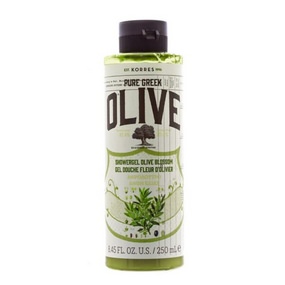 KORRES
PURE GREEK
OLIVE
SHOWERGEL OLIVE BLOSSOM
GEL DOUCHE FLEUR D'OLIVIER
8.45 FL. OZ. U.S. / 250 ml ℮